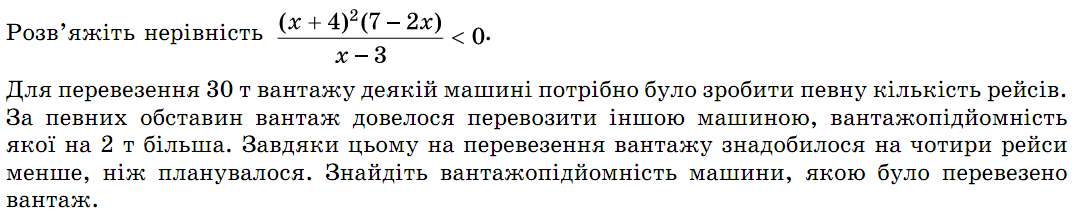 Розв’яжіть нерівність (x + 4)²(7 − 2x) / x − 3 < 0.
Для перевезення 30 т вантажу деякій машині потрібно було зробити певну кількість рейсів.
За певних обставин вантаж довелося перевозити іншою машиною, вантажопідйомність
якої на 2 т більша. Завдяки цьому на перевезення вантажу знадобилося на чотири рейси
менше, ніж планувалося. Знайдіть вантажопідйомність машини, якою було перевезено
вантаж.